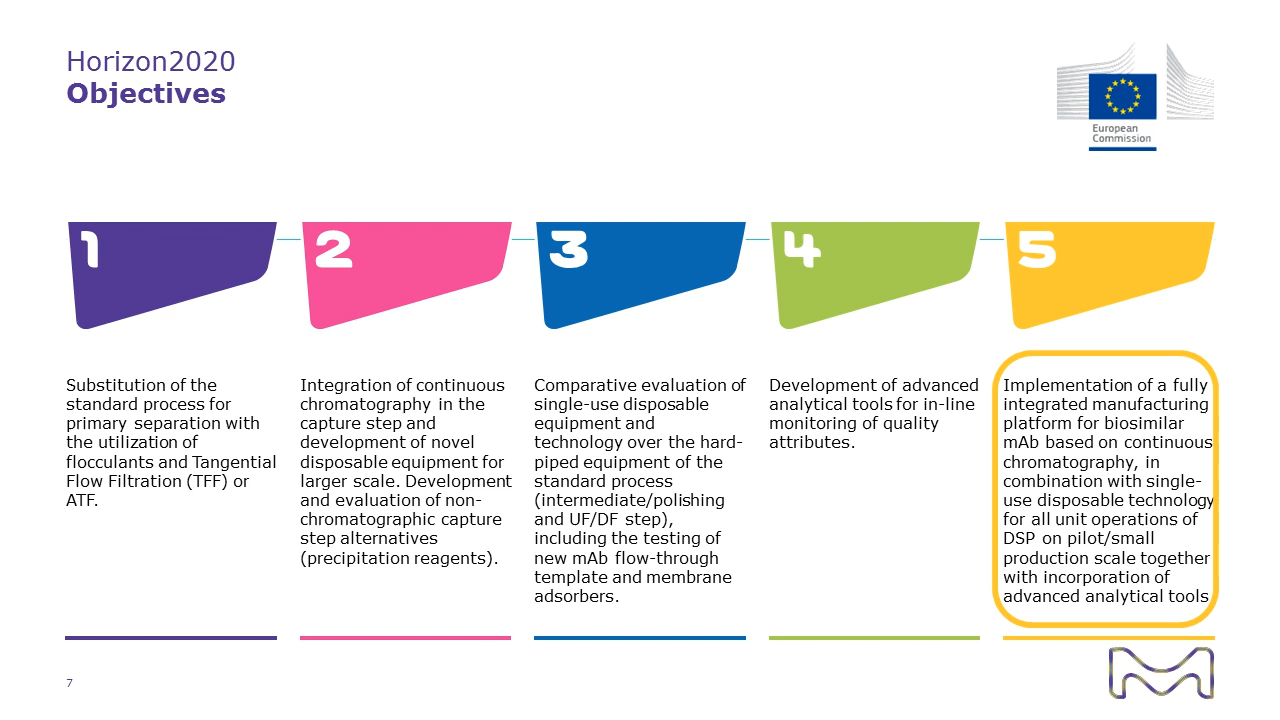 Horizon2020
Objectives
European
Commission
1
2
3
4
5
Substitution of the
standard process for
primary separation with
the utilization of
flocculants and Tangential
Flow Filtration (TFF) or
ATF.
Integration of continuous
chromatography in the
capture step and
development of novel
disposable equipment for
larger scale. Development
and evaluation of non-
chromatographic capture
step alternatives
(precipitation reagents).
Comparative evaluation of
single-use disposable
equipment and
technology over the hard-
piped equipment of the
standard process
(intermediate/polishing
and UF/DF step),
including the testing of
new mAb flow-through
template and membrane
adsorbers.
Development of advanced
analytical tools for in-line
monitoring of quality
attributes.
Implementation of a fully
integrated manufacturing
platform for biosimilar
mAb based on continuous
chromatography, in
combination with single-
use disposable technology
for all unit operations of
DSP on pilot/small
production scale together
with incorporation of
advanced analytical tools
7
M